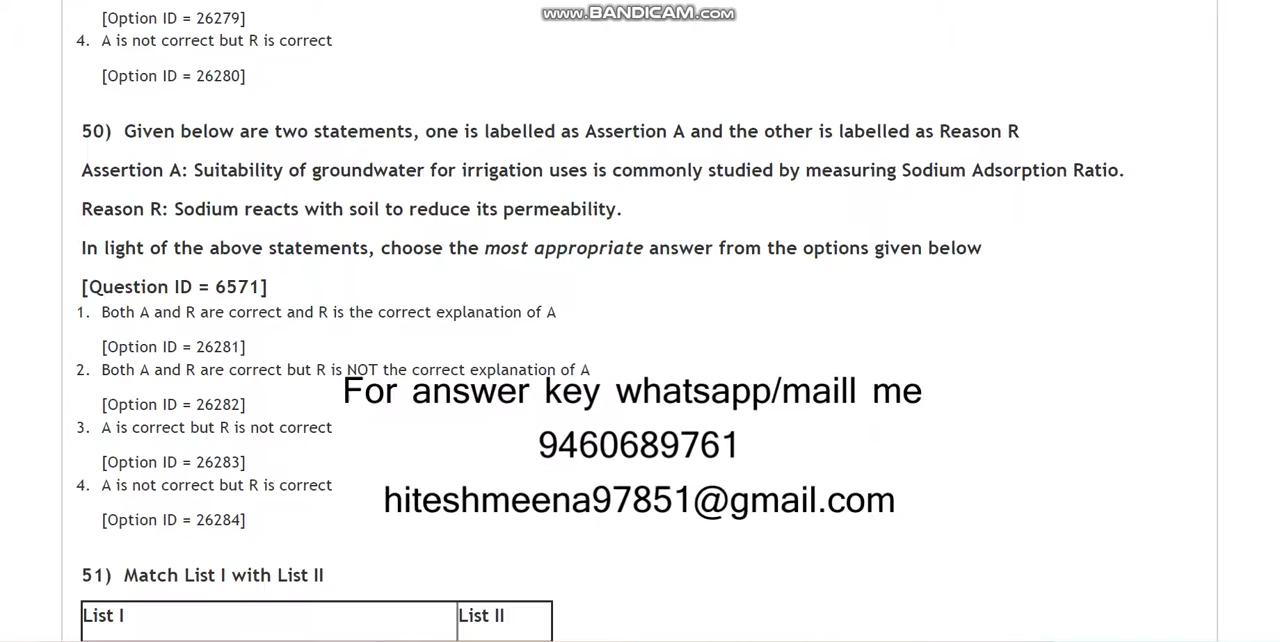 www.BANDICAM.com
[Option ID = 26279]
4. A is not correct but R is correct
[Option ID = 26280]
50) Given below are two statements, one is labelled as Assertion A and the other is labelled as Reason R
Assertion A: Suitability of groundwater for irrigation uses is commonly studied by measuring Sodium Adsorption Ratio.
Reason R: Sodium reacts with soil to reduce its permeability.
In light of the above statements, choose the most appropriate answer from the options given below
[Question ID = 6571]
1. Both A and R are correct and R is the correct explanation of A
[Option ID = 26281]
2. Both A and R are correct but R is NOT the correct explanation of A
[Option ID = 26282]
3. A is correct but R is not correct
[Option ID = 26283]
4. A is not correct but R is correct
[Option ID = 26284]
For answer key whatsapp/maill me
9460689761
hiteshmeena97851@gmail.com
51) Match List I with List II
List I
List II